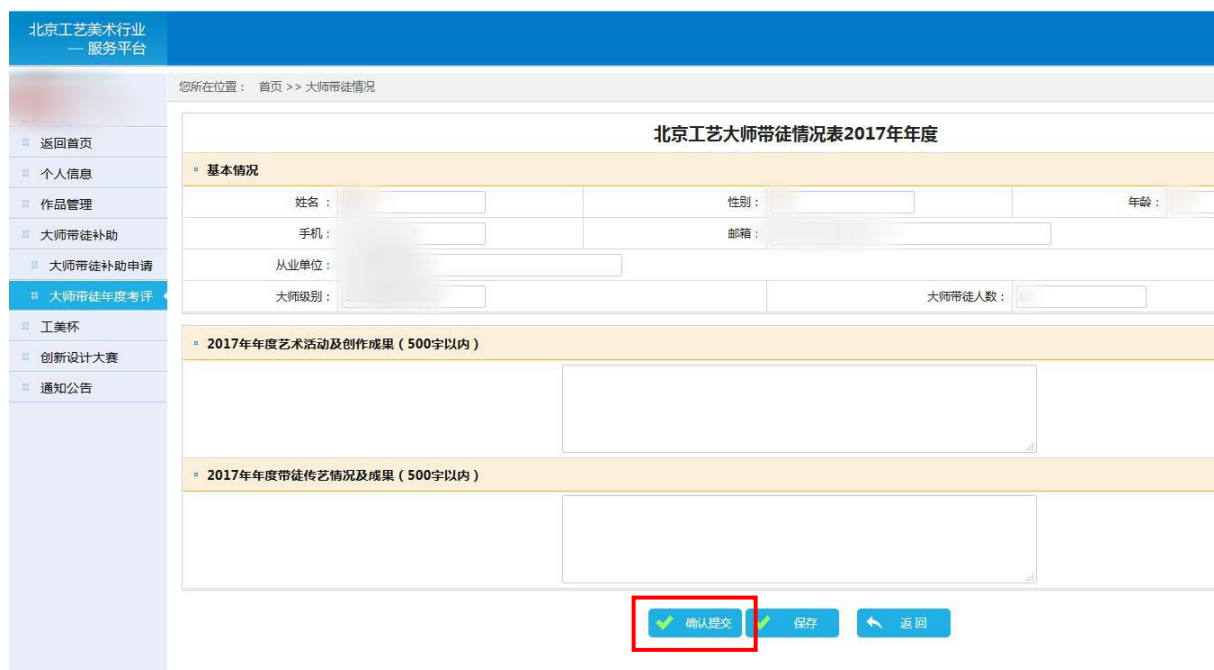 北京工艺美术行业
— 服务平台
您所在位置： 首页 >> 大师带徒情况
返回首页
个人信息
作品管理
大师带徒补助
大师带徒补助申请
大师带徒年度考评
工美杯
创新设计大赛
通知公告
北京工艺大师带徒情况表2017年年度
基本情况
姓名 ： 性别： 年龄：
手机： 邮箱：
从业单位：
大师级别： 大师带徒人数：
2017年年度艺术活动及创作成果（500字以内）
2017年年度带徒传艺情况及成果（500字以内）
确认提交 保存 返回